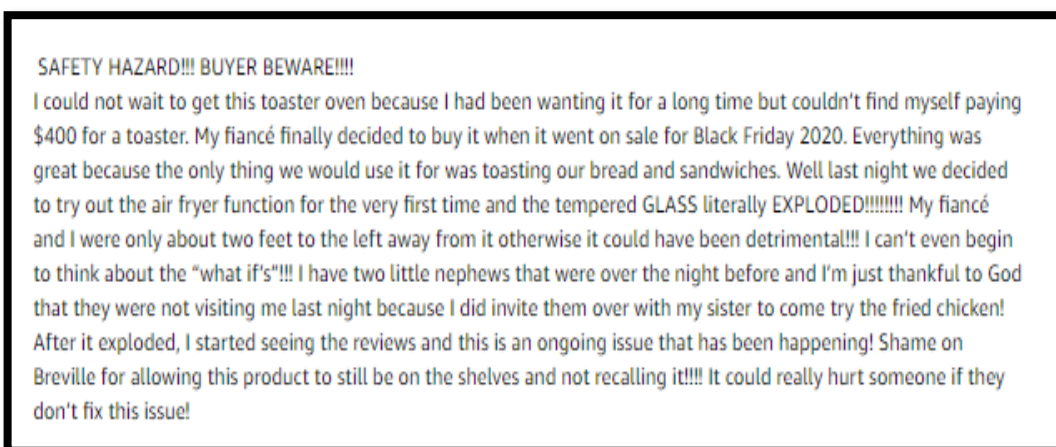 SAFETY HAZARD!!! BUYER BEWARE!!!!
I could not wait to get this toaster oven because I had been wanting it for a long time but couldn't find myself paying
$400 for a toaster. My fiancé finally decided to buy it when it went on sale for Black Friday 2020. Everything was
great because the only thing we would use it for was toasting our bread and sandwiches. Well last night we decided
to try out the air fryer function for the very first time and the tempered GLASS literally EXPLODED!!!!!!!! My fiancé
and I were only about two feet to the left away from it otherwise it could have been detrimental!!! I can't even begin
to think about the “what if's”!!! I have two little nephews that were over the night before and I'm just thankful to God
that they were not visiting me last night because I did invite them over with my sister to come try the fried chicken!
After it exploded, I started seeing the reviews and this is an ongoing issue that has been happening! Shame on
Breville for allowing this product to still be on the shelves and not recalling it!!!! It could really hurt someone if they
don't fix this issue!